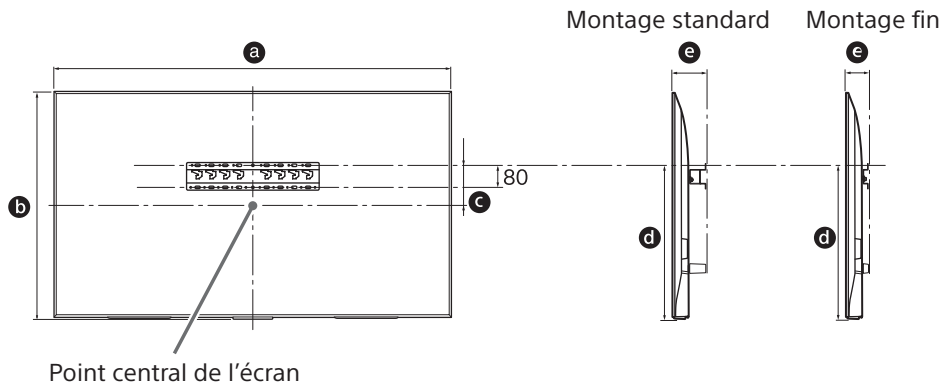 Montage standard
Montage fin
a
e
e
80
b
c
d
d
Point central de l'écran